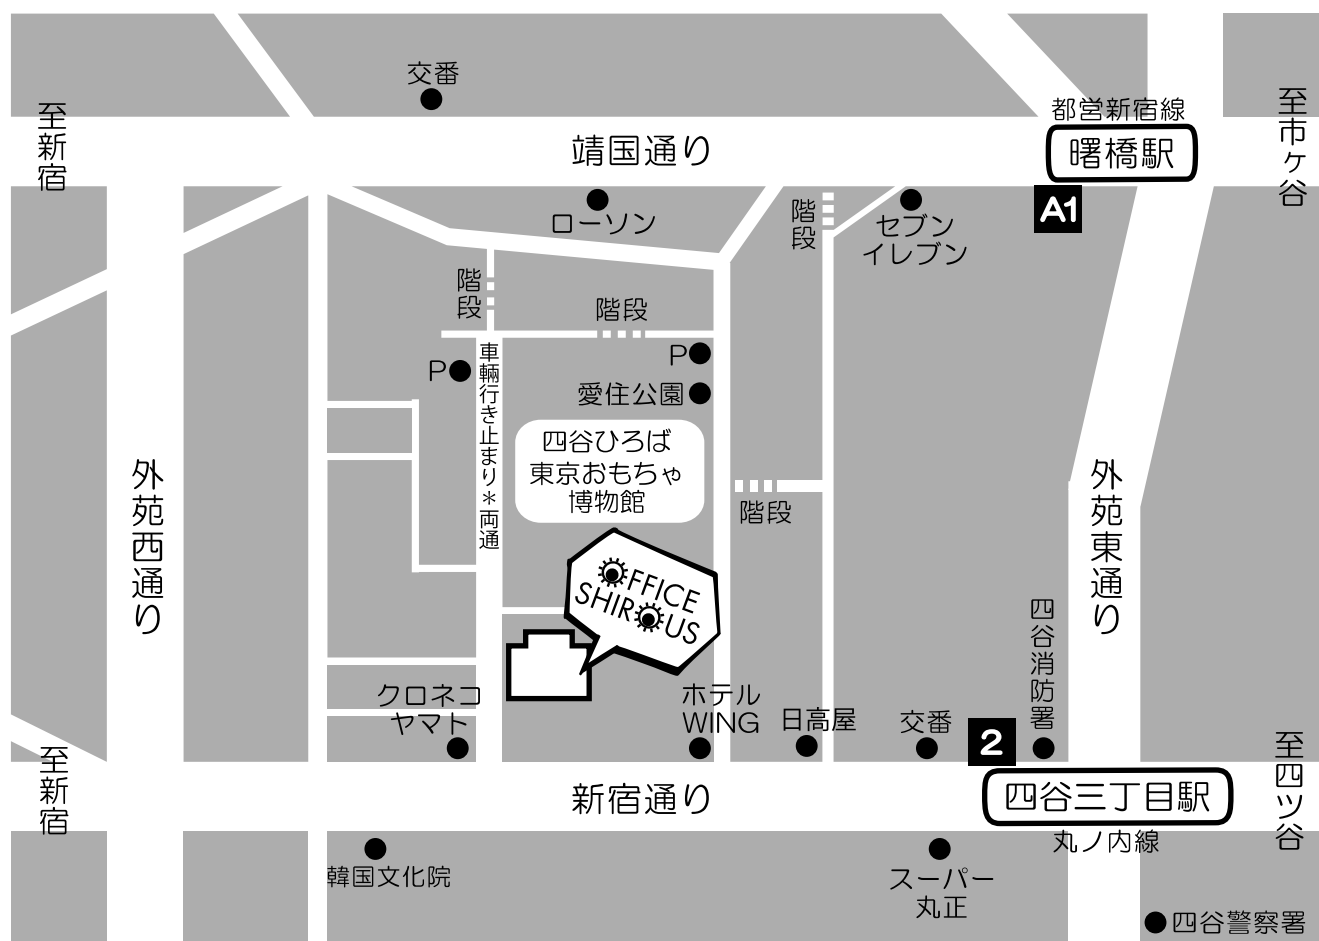 交番
至新宿
靖国通り
都営新宿線
曙橋駅
至市ヶ谷
A1
ローソン
階段
セブン
イレブン
階段
階段
P
P
愛住公園
車輛行き止まり＊両通
四谷ひろば
東京おもちゃ
博物館
階段
外苑西通り
外苑東通り
OFFICE
SHIROUS
四谷消防署
クロネコ
ヤマト
ホテル
WING
日高屋
交番
2
至新宿
新宿通り
四谷三丁目駅
至四ツ谷
丸ノ内線
韓国文化院
スーパー
丸正
四谷警察署